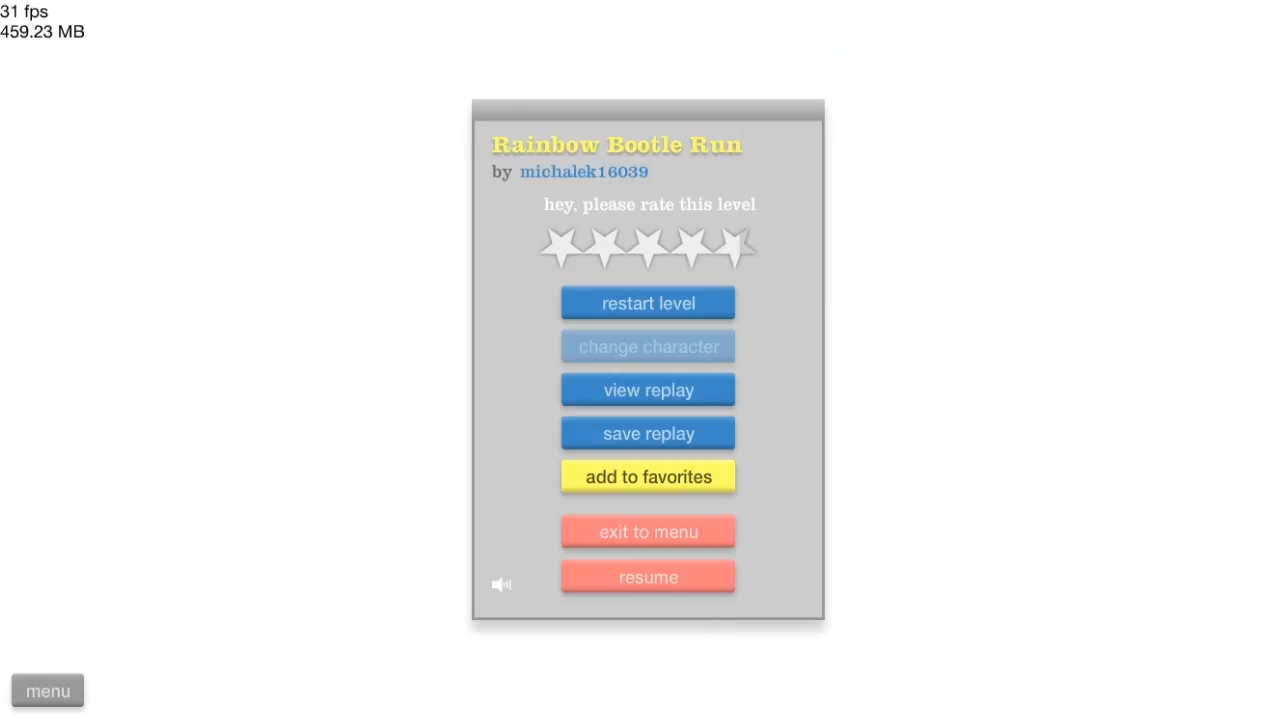 31 fps
459.23 MB
Rainbow Bootle Run
by michalek16039
hey, please rate this level
restart level
change character
view replay
save replay
add to favorites
exit to menu
resume
menu